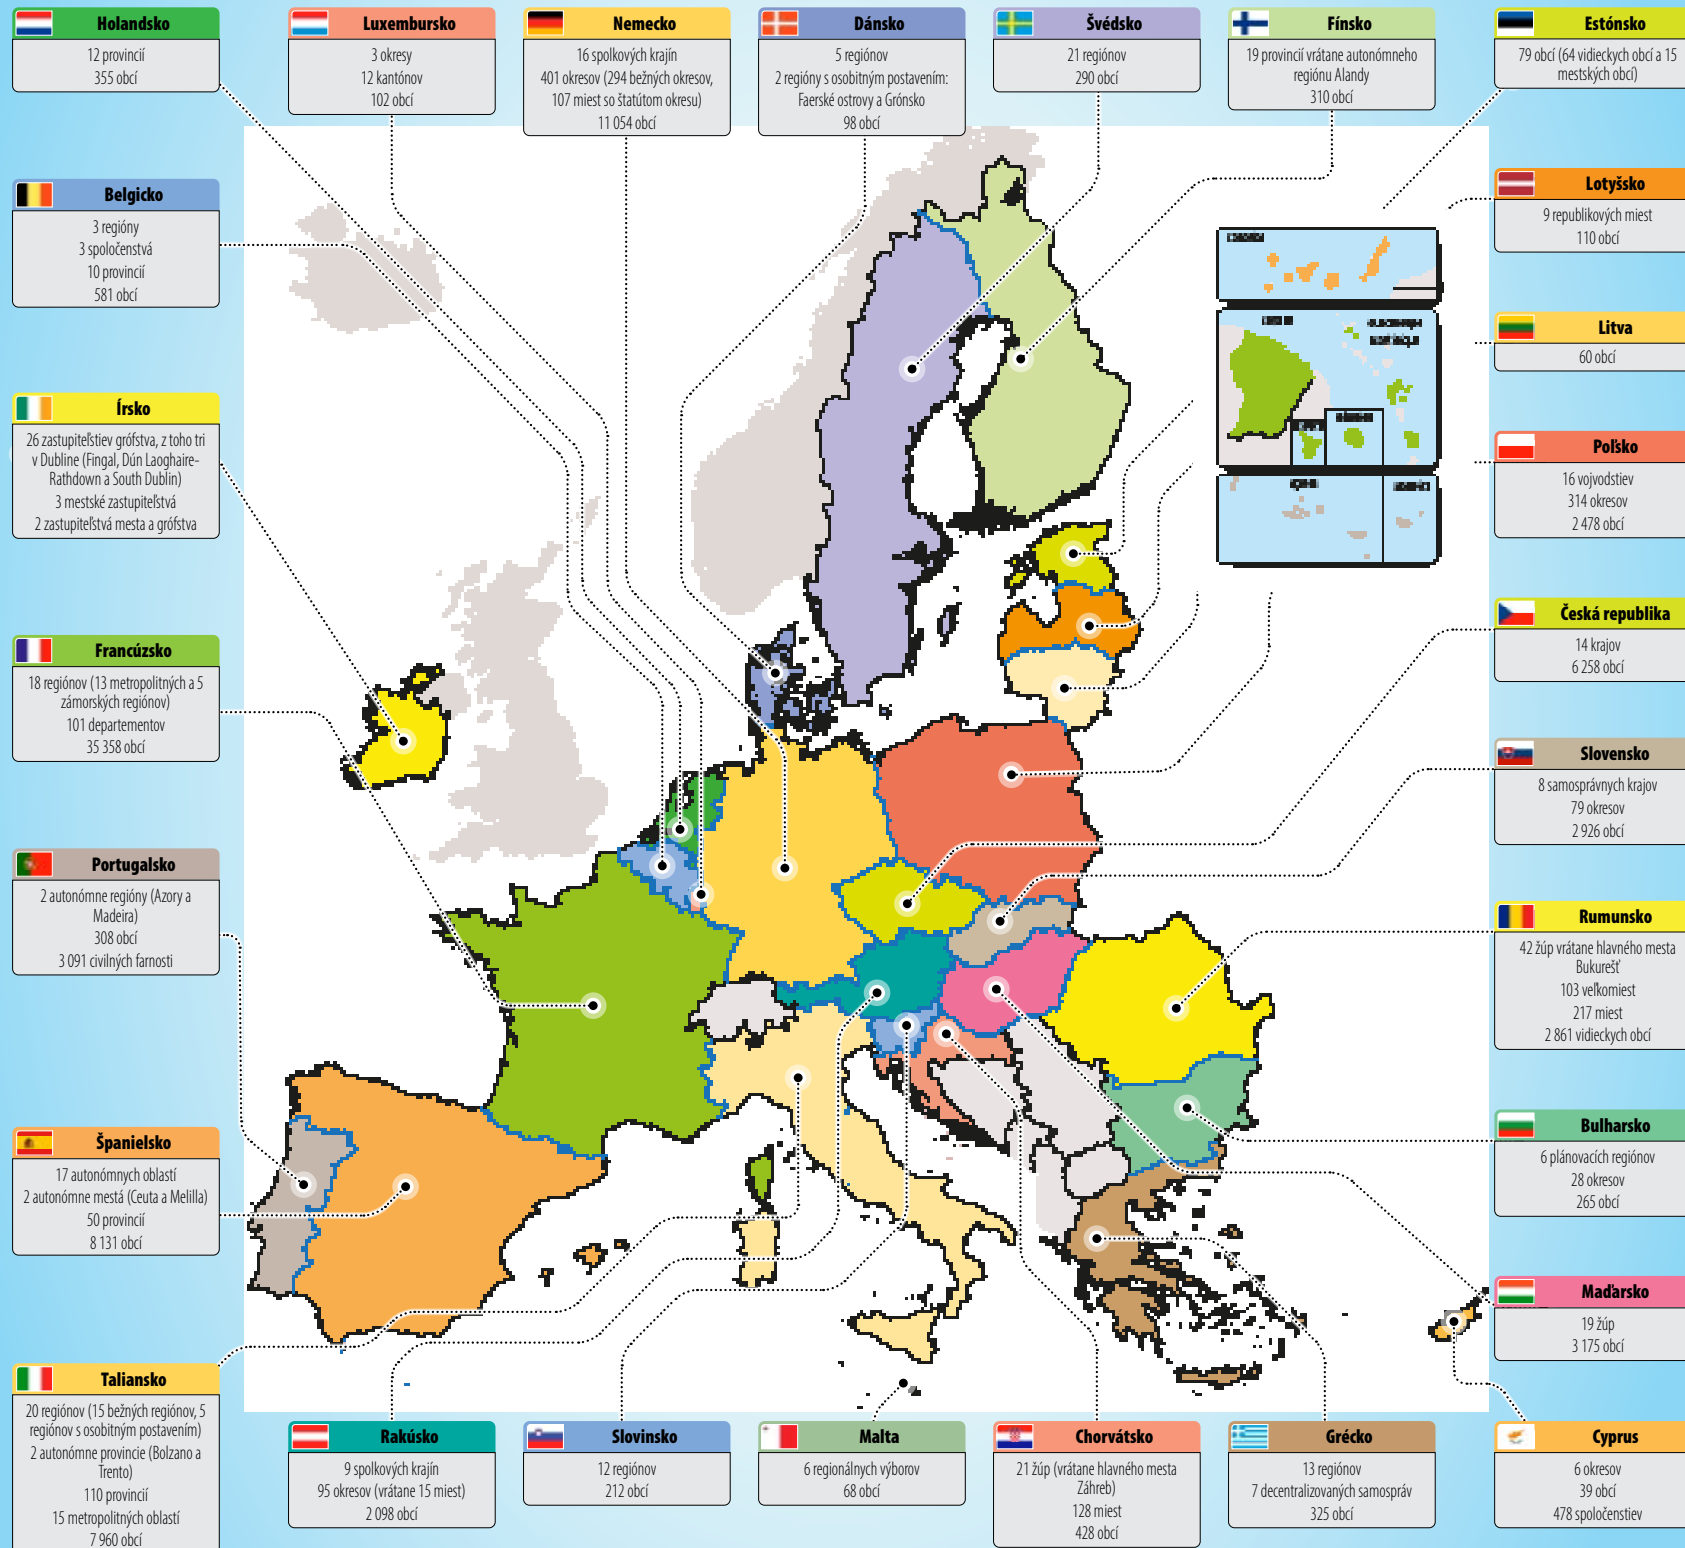 Holandsko
12 provincií
355 obcí
Luxembursko
3 okresy
12 kantónov
102 obcí
Nemecko
16 spolkových krajín
401 okresov (294 bežných okresov,
107 miest so štatútom okresu)
11 054 obcí
Dánsko
5 regiónov
2 regióny s osobitným postavením:
Faerské ostrovy a Grónsko
98 obcí
Švédsko
21 regiónov
290 obcí
Fínsko
19 provincií vrátane autonómneho
regiónu Alandy
310 obcí
Estónsko
79 obcí (64 vidieckych obcí a 15
mestských obcí)
Belgicko
3 regióny
3 spoločenstvá
10 provincií
581 obcí
Lotyšsko
9 republikových miest
110 obcí
Litva
60 obcí
Írsko
26 zastupiteľstiev grófstva, z toho tri
v Dubline (Fingal, Dún Laoghaire-
Rathdown a South Dublin)
3 mestské zastupiteľstvá
2 zastupiteľstvá mesta a grófstva
Poľsko
16 vojvodstiev
314 okresov
2 478 obcí
Česká republika
14 krajov
6 258 obcí
Francúzsko
18 regiónov (13 metropolitných a 5
zámorských regiónov)
101 departementov
35 358 obcí
Slovensko
8 samosprávnych krajov
79 okresov
2 926 obcí
Portugalsko
2 autonómne regióny (Azory a
Madeira)
308 obcí
3 091 civilných farnosti
Rumunsko
42 žúp vrátane hlavného mesta
Bukurešť
103 veľkomiest
217 miest
2 861 vidieckych obcí
Španielsko
17 autonómnych oblastí
2 autonómne mestá (Ceuta a Melilla)
50 provincií
8 131 obcí
Bulharsko
6 plánovacích regiónov
28 okresov
265 obcí
Maďarsko
19 žúp
3 175 obcí
Taliansko
20 regiónov (15 bežných regiónov, 5
regiónov s osobitným postavením)
2 autonómne provincie (Bolzano a
Trento)
110 provincií
15 metropolitných oblastí
7 960 obcí
Rakúsko
9 spolkových krajín
95 okresov (vrátane 15 miest)
2 098 obcí
Slovinsko
12 regiónov
212 obcí
Malta
6 regionálnych výborov
68 obcí
Chorvátsko
21 žúp (vrátane hlavného mesta
Záhreb)
128 miest
428 obcí
Grécko
13 regiónov
7 decentralizovaných samospráv
325 obcí
Cyprus
6 okresov
39 obcí
478 spoločenstiev